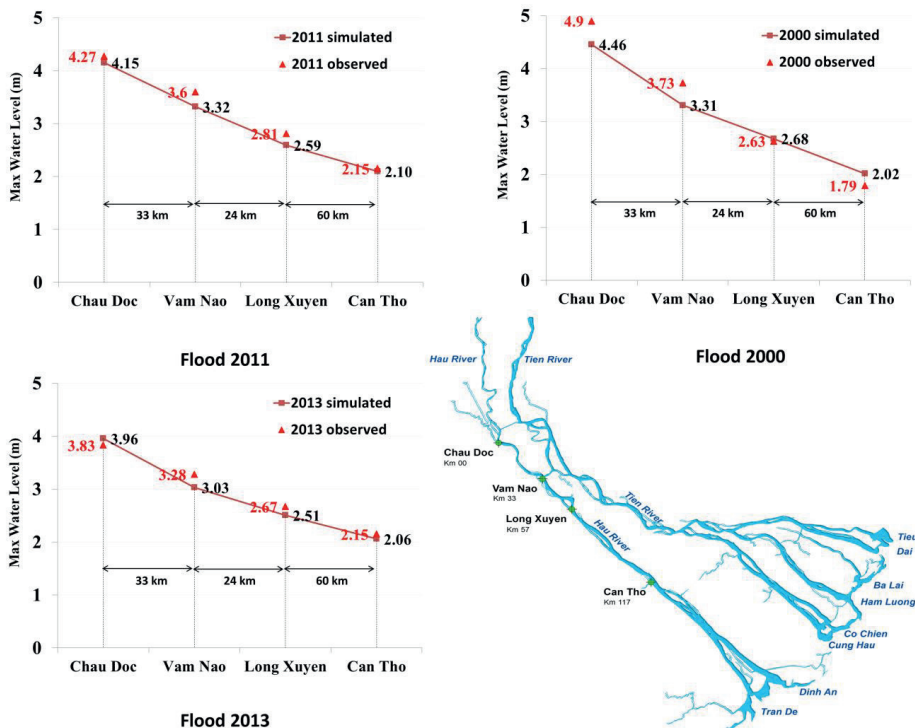 Max Water Level (m)
5
4
3
2
1
0
2011 simulated
2011 observed
4.27
4.15
3.6
3.32
2.81
2.59
2.15
2.10
33 km
24 km
60 km
Chau Doc
Vam Nao
Long Xuyen
Can Tho
Flood 2011
Max Water Level (m)
5
4
3
2
1
0
2000 simulated
2000 observed
4.9
4.46
3.73
3.31
2.63
2.68
2.02
1.79
33 km
24 km
60 km
Chau Doc
Vam Nao
Long Xuyen
Can Tho
Flood 2000
Max Water Level (m)
5
4
3
2
1
0
2013 simulated
2013 observed
3.83
3.96
3.28
3.03
2.67
2.51
2.15
2.06
33 km
24 km
60 km
Chau Doc
Vam Nao
Long Xuyen
Can Tho
Flood 2013
Hau River
Tien River
Chau Doc
Km 00
Vam Nao
Km 33
Long Xuyen
Km 57
Tien River
Hau River
Can Tho
Km 117
Tieu
Dai
Ba Lai
Ham Luong
Co Chien
Cung Hau
Dinh An
Tran De